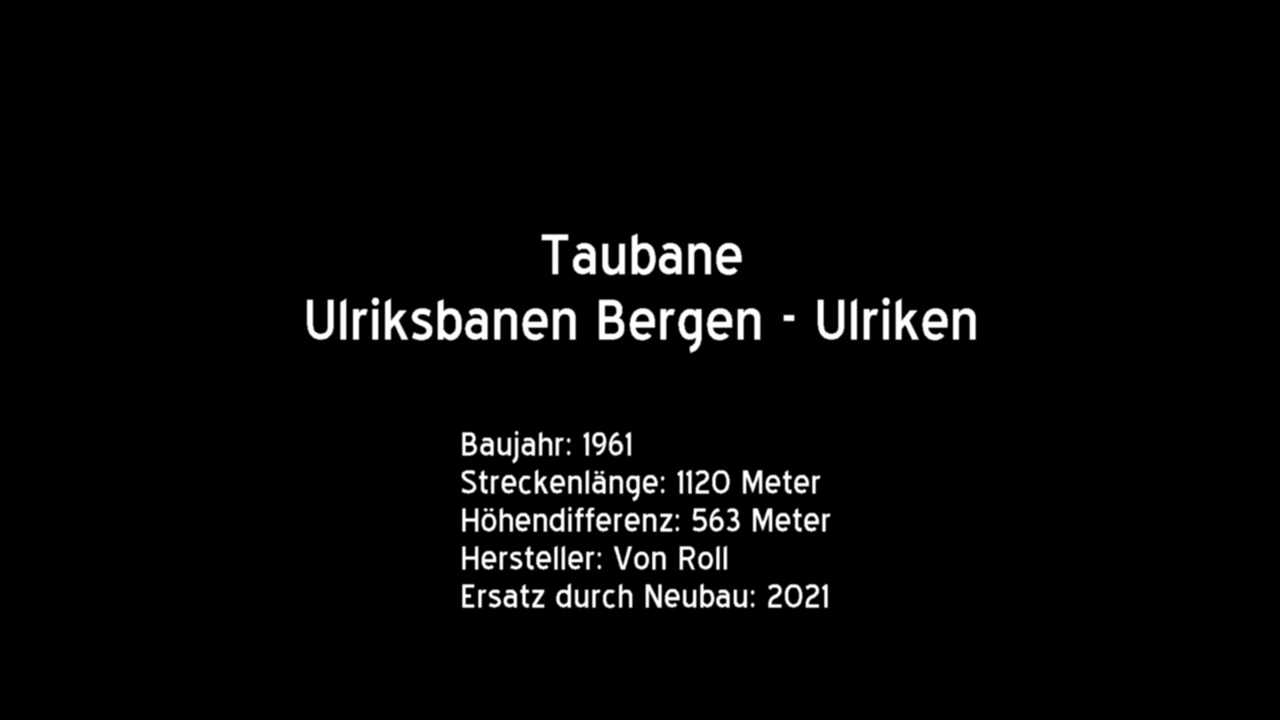 Taubane
Ulriksbanen Bergen - Ulriken
Baujahr: 1961
Streckenlänge: 1120 Meter
Höhendifferenz: 563 Meter
Hersteller: Von Roll
Ersatz durch Neubau: 2021